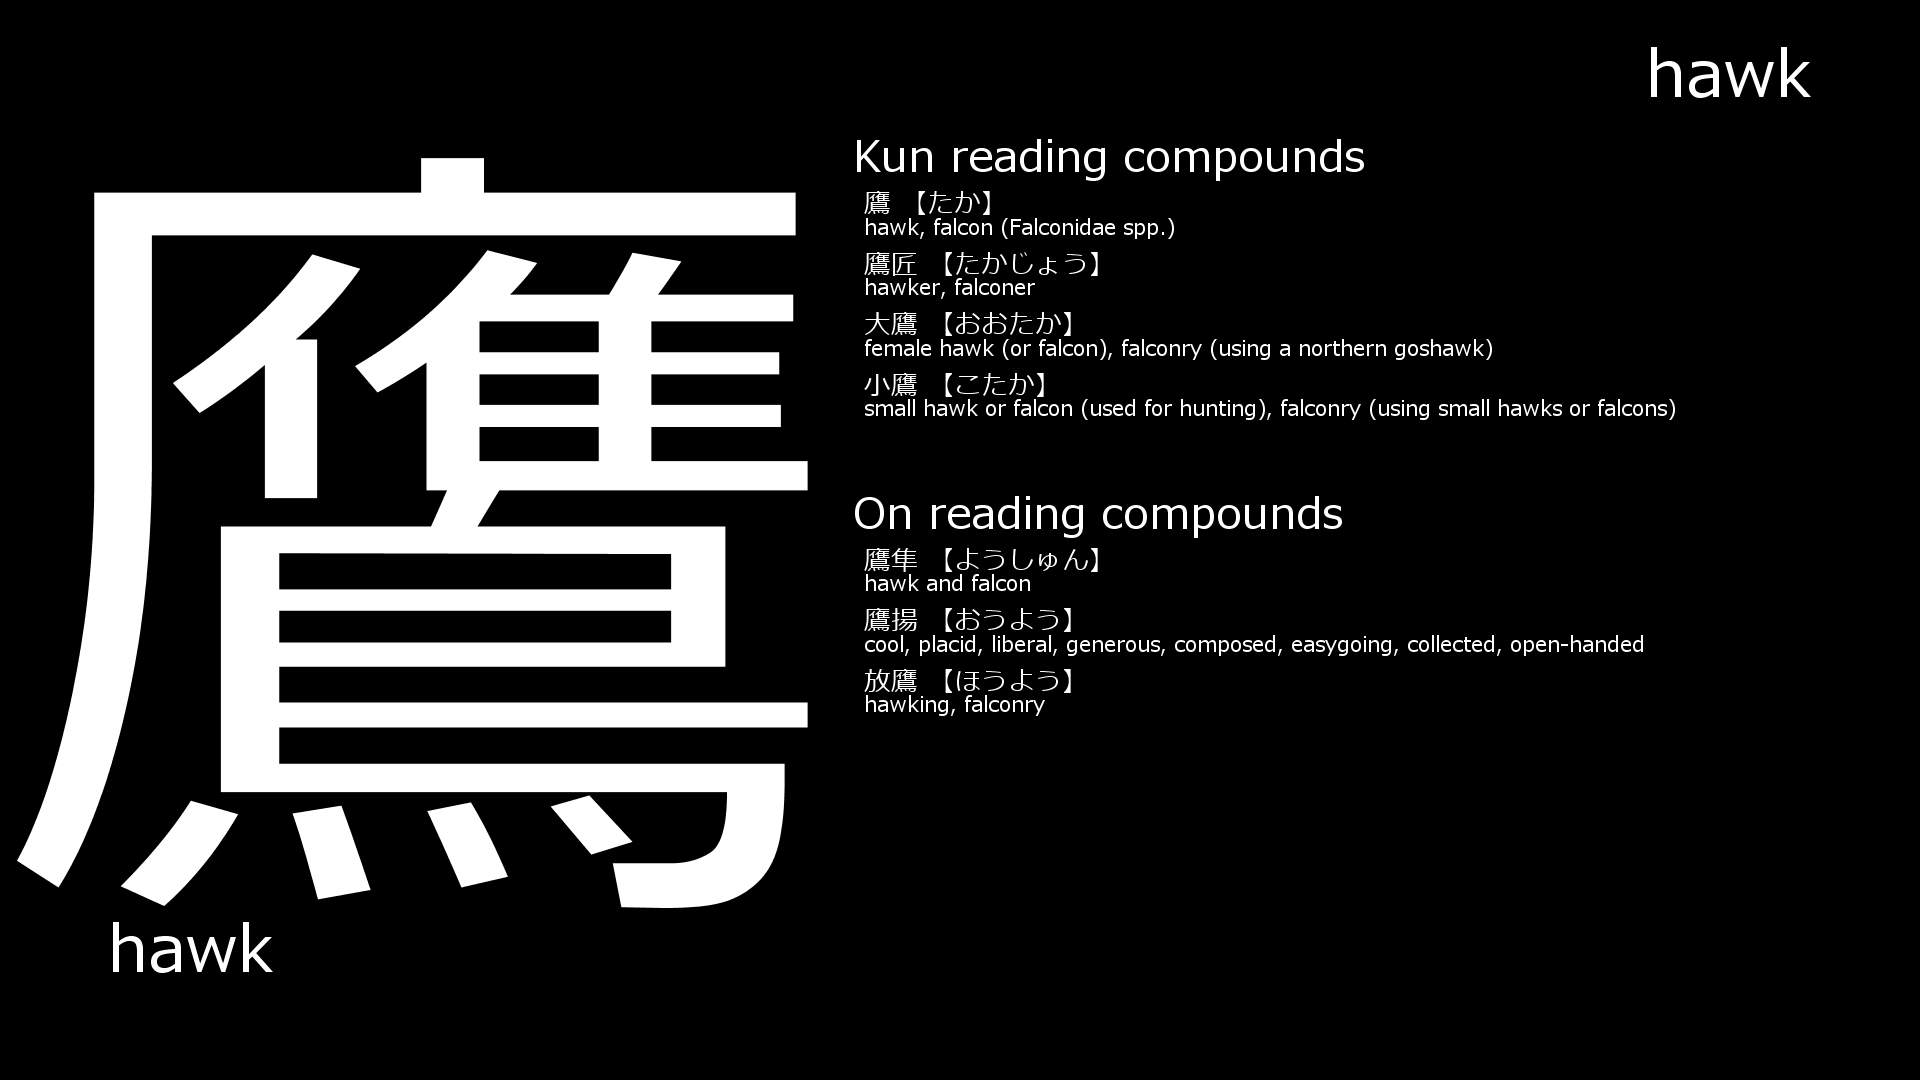 hawk
鷹
hawk
Kun reading compounds
鷹 【たか】
hawk, falcon (Falconidae spp.)
鷹匠 【たかじょう】
hawker, falconer
大鷹 【おおたか】
female hawk (or falcon), falconry (using a northern goshawk)
小鷹 【こたか】
small hawk or falcon (used for hunting), falconry (using small hawks or falcons)
On reading compounds
鷹隼 【ようしゅん】
hawk and falcon
鷹揚 【おうよう】
cool, placid, liberal, generous, composed, easygoing, collected, open-handed
放鷹 【ほうよう】
hawking, falconry